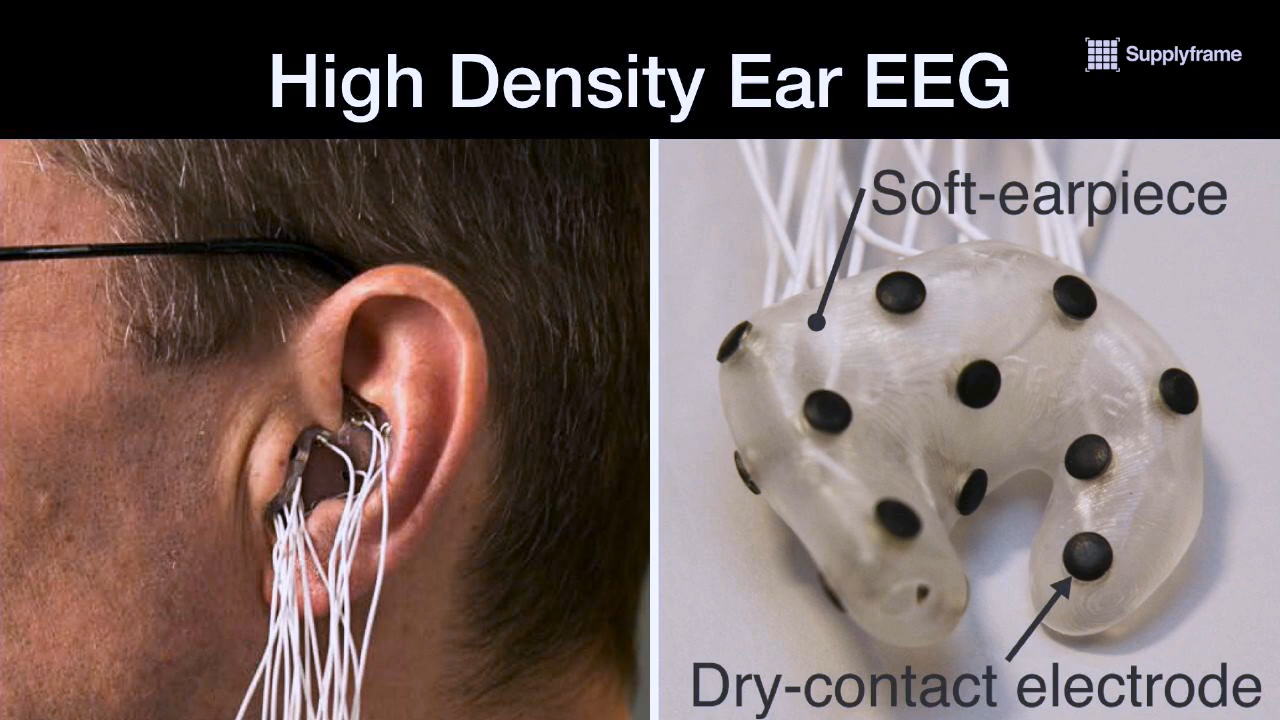 High Density Ear EEG
Supplyframe
Soft-earpiece
Dry-contact electrode